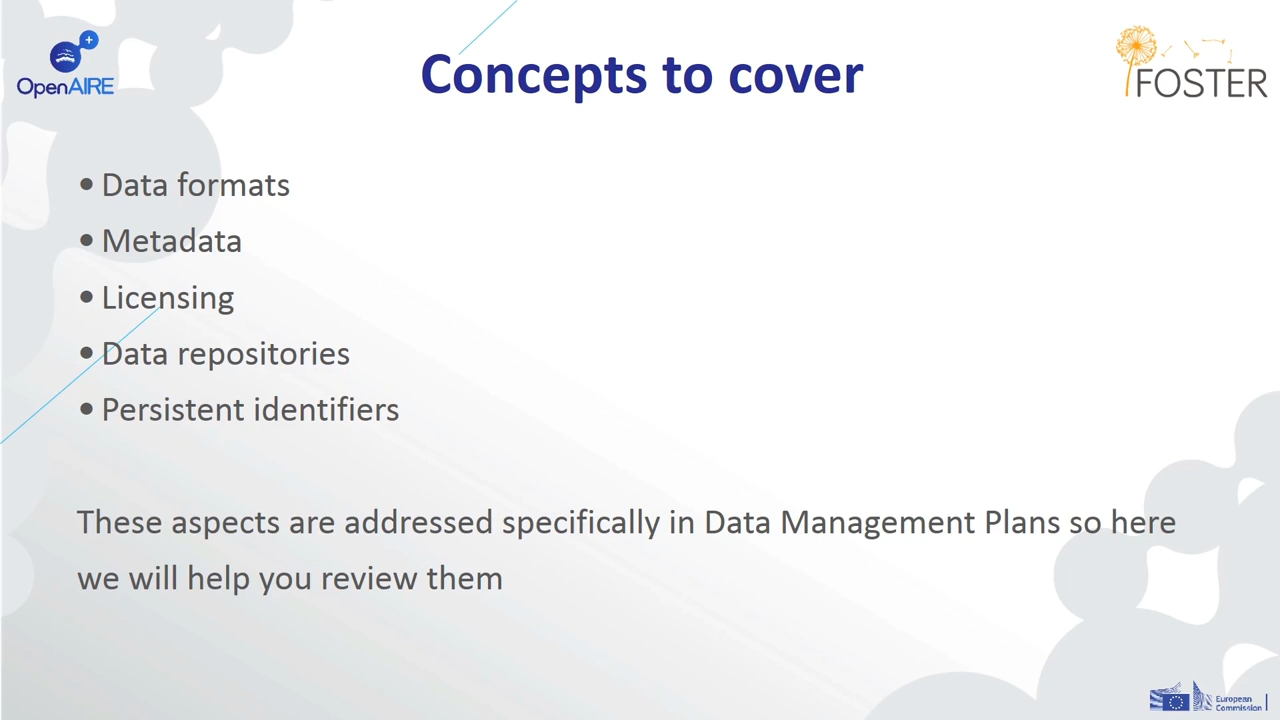 OpenAIRE
Concepts to cover
FOSTER
• Data formats
• Metadata
• Licensing
• Data repositories
• Persistent identifiers
These aspects are addressed specifically in Data Management Plans so here
we will help you review them
European
Commission